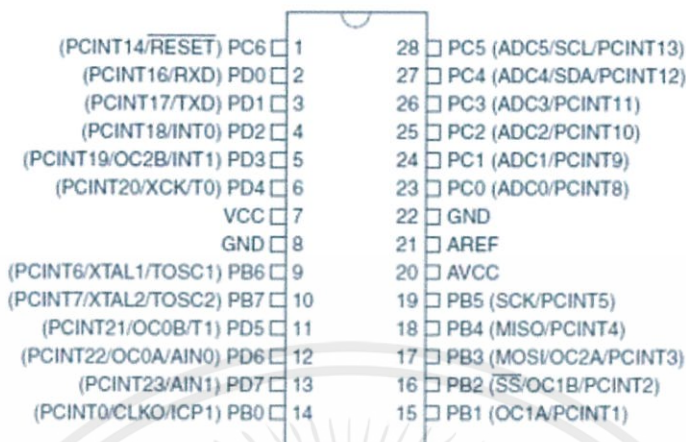 (PCINT14/RESET) PC6 1 28 PC5 (ADC5/SCL/PCINT13)
(PCINT16/RXD) PD0 2 27 PC4 (ADC4/SDA/PCINT12)
(PCINT17/TXD) PD1 3 26 PC3 (ADC3/PCINT11)
(PCINT18/INT0) PD2 4 25 PC2 (ADC2/PCINT10)
(PCINT19/OC2B/INT1) PD3 5 24 PC1 (ADC1/PCINT9)
(PCINT20/XCK/T0) PD4 6 23 PC0 (ADC0/PCINT8)
VCC 7 22 GND
GND 8 21 AREF
(PCINT6/XTAL1/TOSC1) PB6 9 20 AVCC
(PCINT7/XTAL2/TOSC2) PB7 10 19 PB5 (SCK/PCINT5)
(PCINT21/OC0B/T1) PD5 11 18 PB4 (MISO/PCINT4)
(PCINT22/OC0A/AIN0) PD6 12 17 PB3 (MOSI/OC2A/PCINT3)
(PCINT23/AIN1) PD7 13 16 PB2 (SS/OC1B/PCINT2)
(PCINT0/CLKO/ICP1) PB0 14 15 PB1 (OC1A/PCINT1)